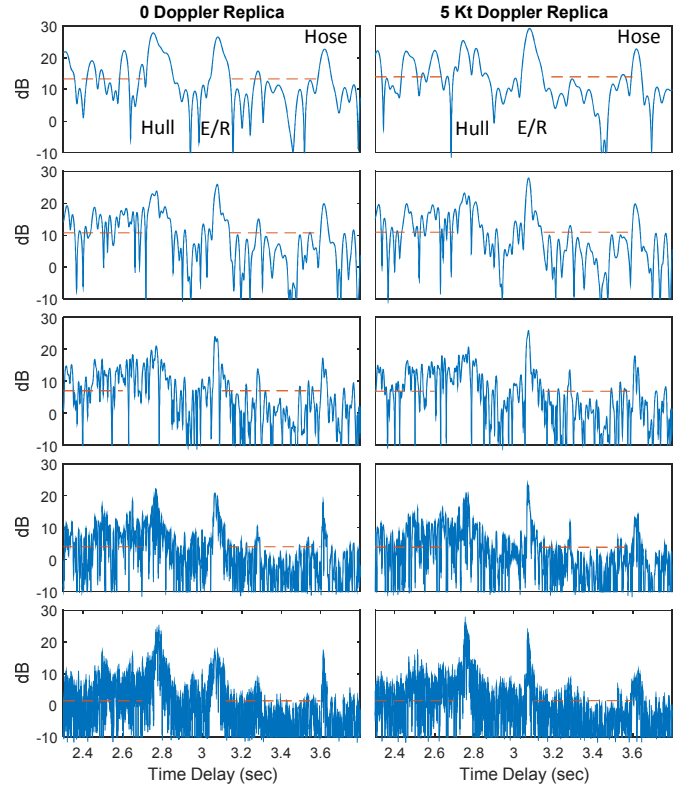 0 Doppler Replica
5 Kt Doppler Replica
30
20
10
0
-10
dB
Hull
E/R
Hose
Hull
E/R
Hose
30
20
10
0
-10
dB
30
20
10
0
-10
dB
30
20
10
0
-10
dB
30
20
10
0
-10
dB
2.4 2.6 2.8 3 3.2 3.4 3.6
2.4 2.6 2.8 3 3.2 3.4 3.6
Time Delay (sec)
Time Delay (sec)